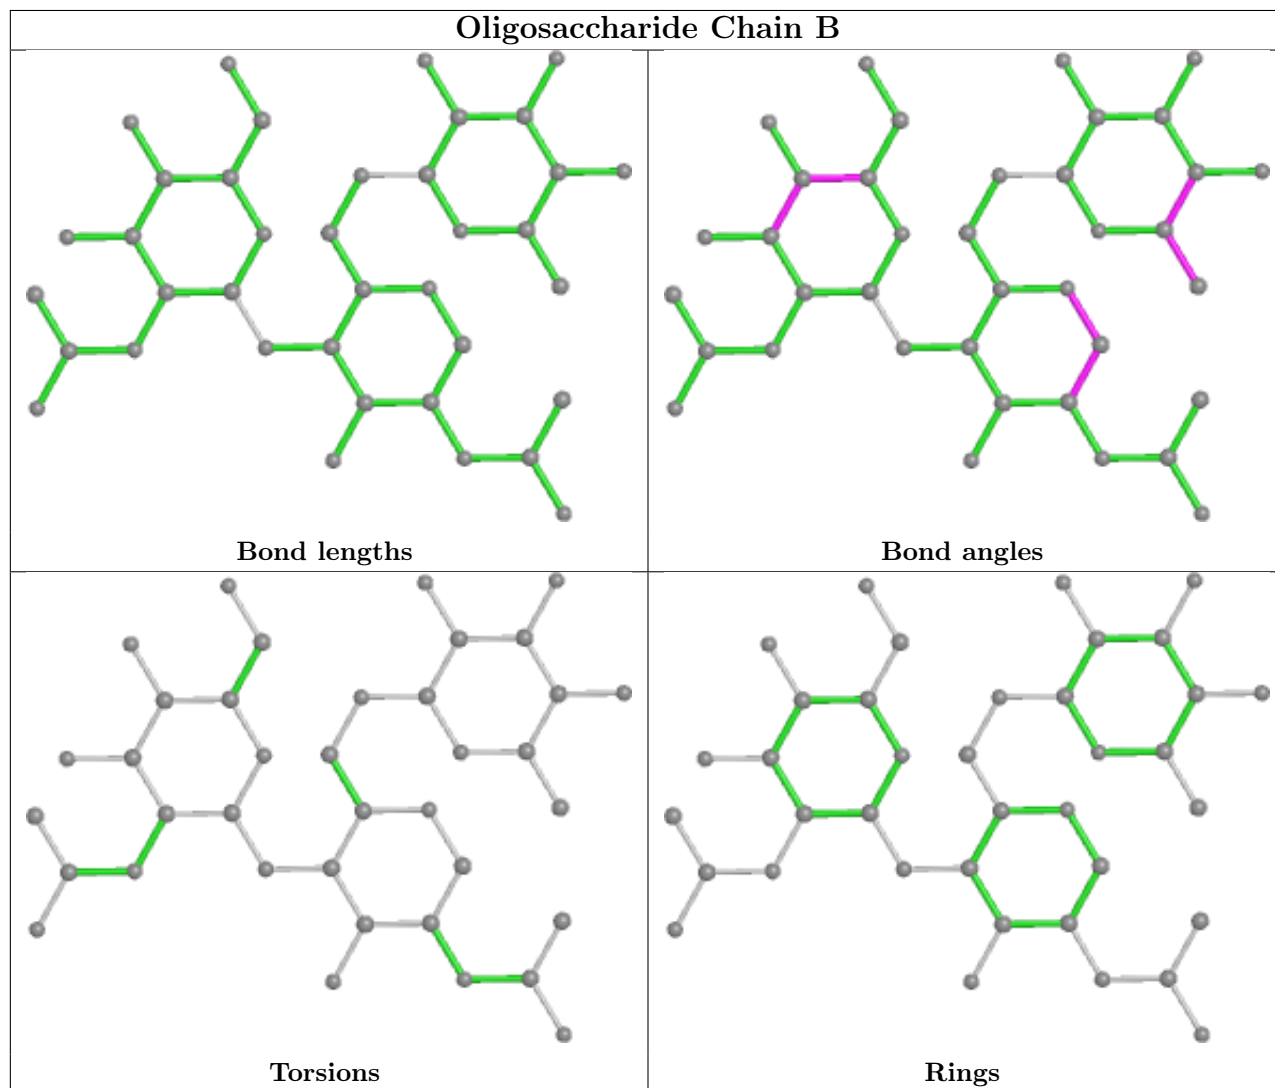 Oligosaccharide Chain B
Bond lengths
Bond angles
Torsions
Rings